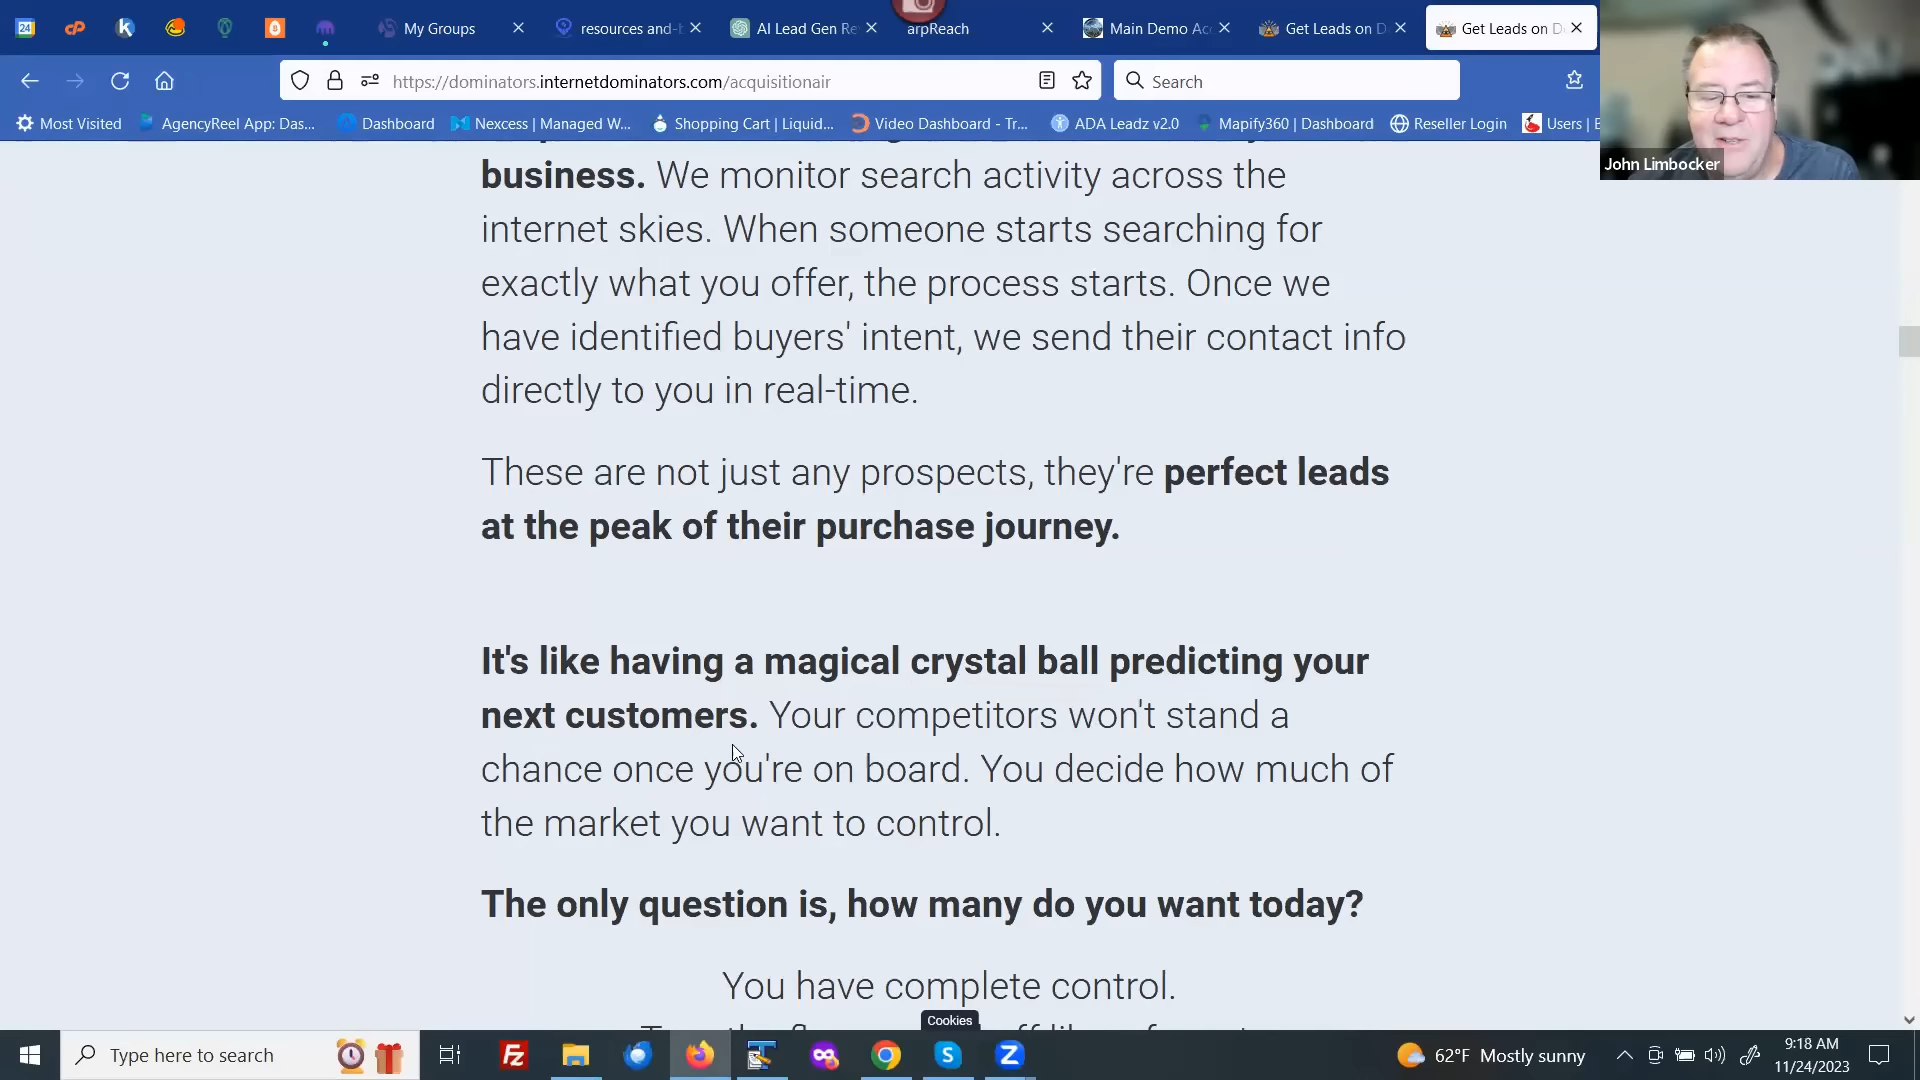 24
My Groups
resources and-b
AI Lead Gen Re
arpReach
Main Demo Acc
Get Leads on D
Get Leads on D
https://dominators.internetdominators.com/acquisitionair
Search
Most Visited
AgencyReel App: Das...
Dashboard
Nexcess | Managed W...
Shopping Cart | Liquid...
Video Dashboard - Tr...
ADA Leadz v2.0
Mapify360 | Dashboard
Reseller Login
Users | E
John Limbocker
business. We monitor search activity across the
internet skies. When someone starts searching for
exactly what you offer, the process starts. Once we
have identified buyers' intent, we send their contact info
directly to you in real-time.
These are not just any prospects, they're perfect leads
at the peak of their purchase journey.
It's like having a magical crystal ball predicting your
next customers. Your competitors won't stand a
chance once you're on board. You decide how much of
the market you want to control.
The only question is, how many do you want today?
You have complete control.
Cookies
Type here to search
62°F Mostly sunny
9:18 AM
11/24/2023